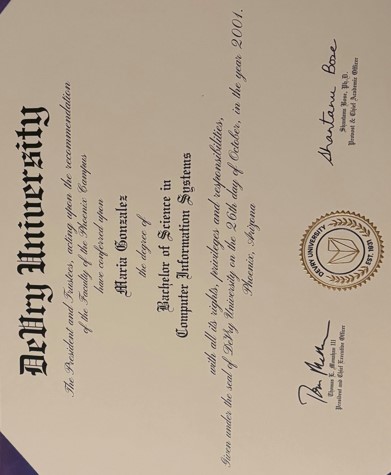 DeVry University
The President and Trustees, acting upon the recommendation
of the Faculty of the Phoenix Campus
have conferred upon
Maria Gonzalez
the degree of
Bachelor of Science in
Computer Information Systems
with all its rights, privileges and responsibilities,
Given under the seal of DeVry University on the 26th day of October, in the year 2001.
Phoenix, Arizona
Thomas L. Monahan III
President and Chief Executive Officer
DEVRY UNIVERSITY
EST. 1931
Shantanu Bose
Shantanu Bose, Ph.D.
Provost & Chief Academic Officer